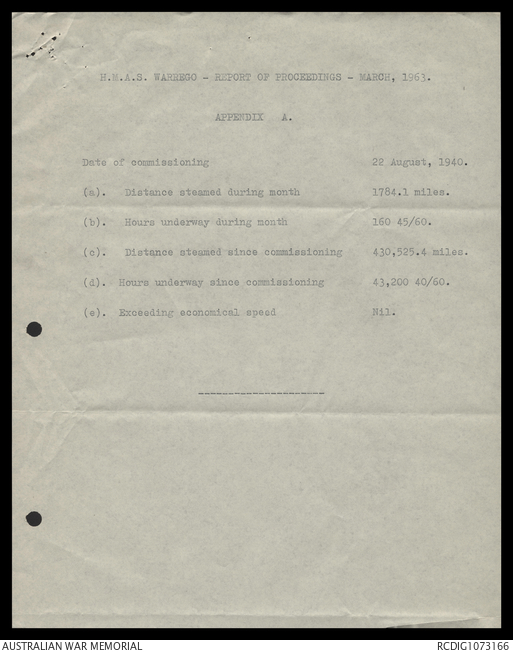 H.M.A.S. WARREGO - REPORT OF PROCEEDINGS - MARCH, 1963.
APPENDIX A.
Date of commissioning 22 August, 1940.
(a). Distance steamed during month 1784.1 miles.
(b). Hours underway during month 160 45/60.
(c). Distance steamed since commissioning 430,525.4 miles.
(d). Hours underway since commissioning 43,200 40/60.
(e). Exceeding economical speed Nil.
AUSTRALIAN WAR MEMORIAL RCDIG1073166